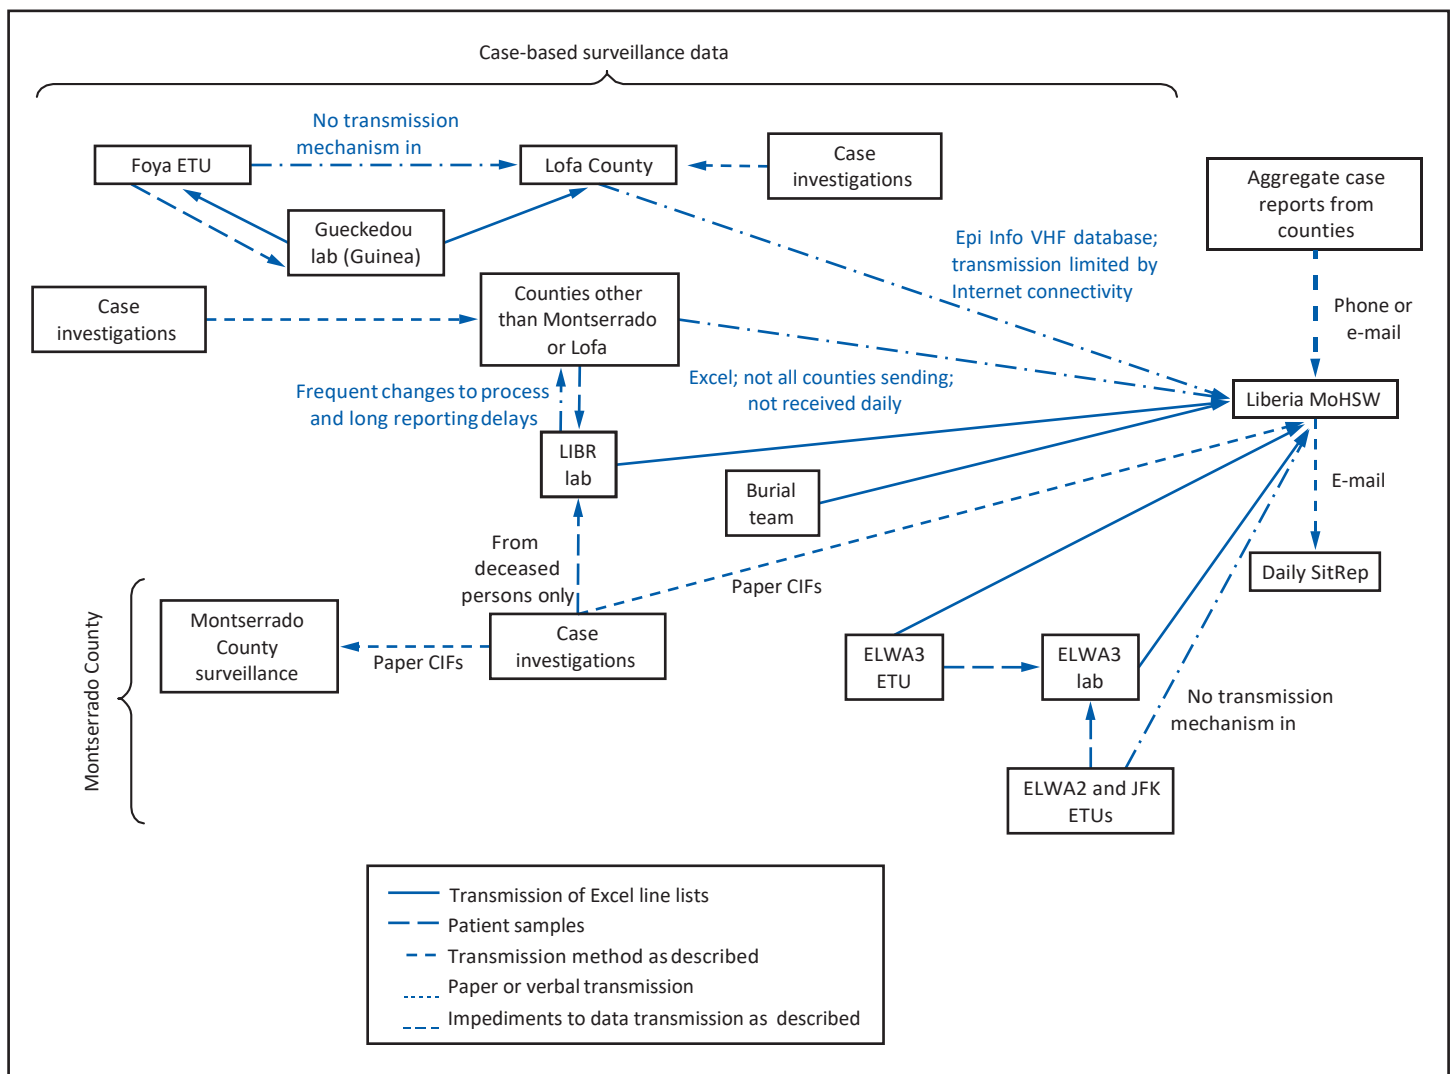 Case-based surveillance data
No transmission
mechanism in
Foya ETU
Lofa County
Case
investigations
Gueckedou
lab (Guinea)
Aggregate case
reports from
counties
Epi Info VHF database;
transmission limited by
Internet connectivity
Case
investigations
Counties other
than Montserrado
or Lofa
Phone or
e-mail
Frequent changes to process
and long reporting delays
Excel; not all counties sending;
not received daily
Liberia MoHSW
LIBR
lab
Burial
team
E-mail
From
deceased
persons only
Paper CIFs
Daily SitRep
Montserrado County
Montserrado
County
surveillance
Paper CIFs
Case
investigations
ELWA3
ETU
ELWA3
lab
No transmission
mechanism in
ELWA2 and JFK
ETUs
Transmission of Excel line lists
Patient samples
Transmission method as described
Paper or verbal transmission
Impediments to data transmission as described